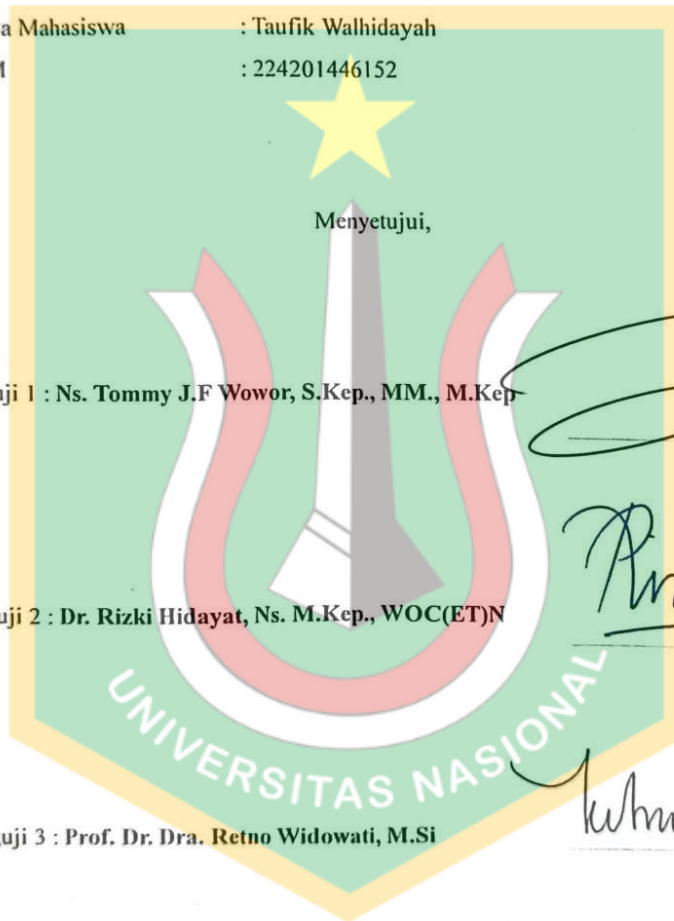 a Mahasiswa : Taufik Walhidayah
M : 224201446152
Menyetujui,
uji 1 : Ns. Tommy J.F Wowor, S.Kep., MM., M.Kep
uji 2 : Dr. Rizki Hidayat, Ns. M.Kep., WOC(ET)N
UNIVERSITAS NASIONAL
uji 3 : Prof. Dr. Dra. Retno Widowati, M.Si